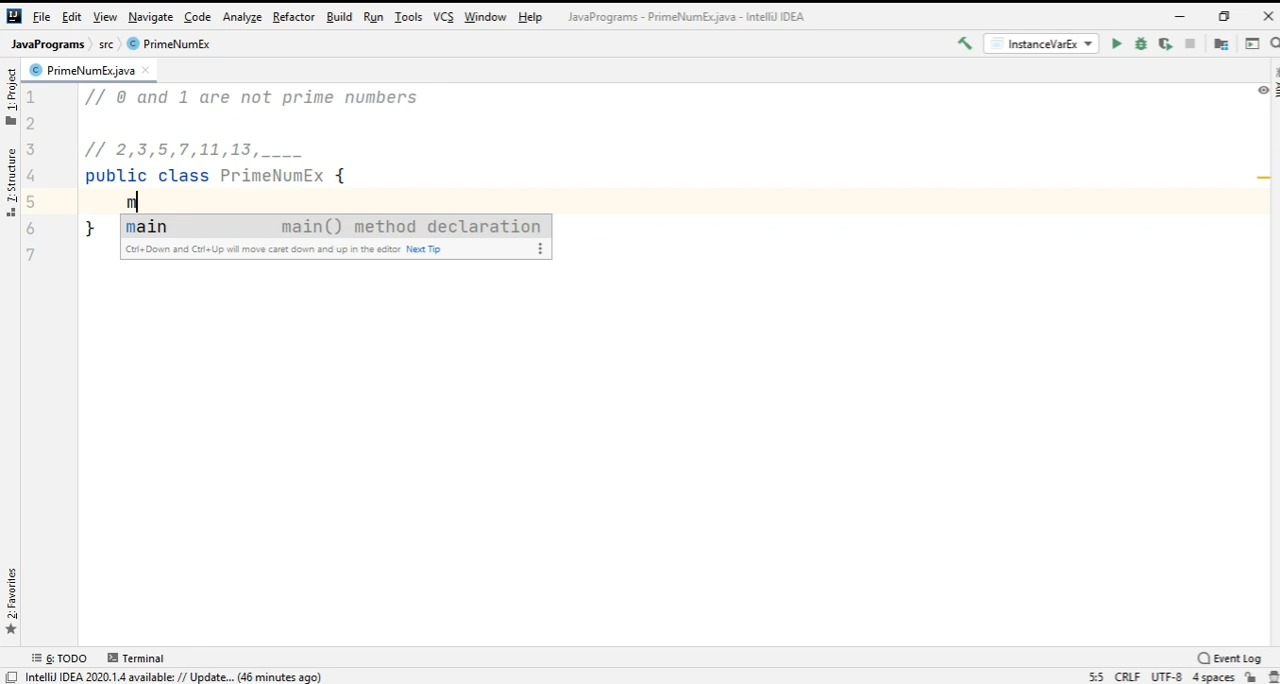 File Edit View Navigate Code Analyze Refactor Build Run Tools VCS Window Help JavaPrograms - PrimeNumEx.java - IntelliJ IDEA
JavaPrograms src PrimeNumEx InstanceVarEx
PrimeNumEx.java
1: Project
Z: Structure
2: Favorites
1 // 0 and 1 are not prime numbers
2
3 // 2,3,5,7,11,13,____
4 public class PrimeNumEx {
5 m
main main() method declaration
6 }
Ctrl+Down and Ctrl+Up will move caret down and up in the editor Next Tip
7
6: TODO Terminal Event Log
IntelliJ IDEA 2020.1.4 available: // Update... (46 minutes ago) 5:5 CRLF UTF-8 4 spaces